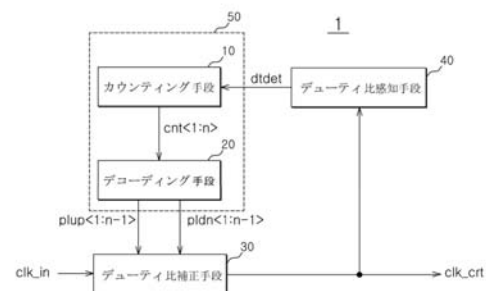 50
1
10
カウンティング手段
dtdet
40
デューティ比感知手段
cnt<1:n>
20
デコーディング手段
plup<1:n-1>
pldn<1:n-1>
30
clk_in
デューティ比補正手段
clk_crt